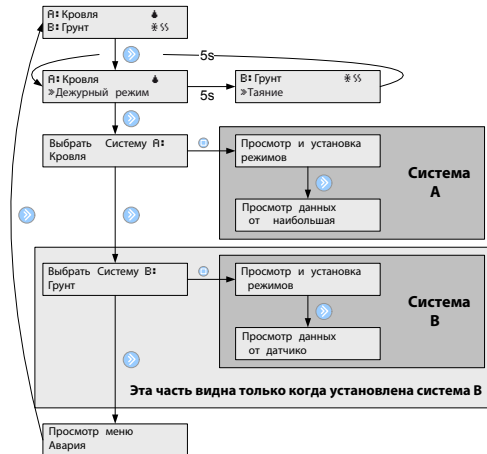 A: Кровля
B: Грунт
5s
A: Кровля
»Дежурный режим
5s
B: Грунт
»Таяние
Выбрать Систему A:
Кровля
Просмотр и установка
режимов
Просмотр данных
от наибольшая
Система
A
Выбрать Систему B:
Грунт
Просмотр и установка
режимов
Просмотр данных
от датчико
Система
B
Эта часть видна только когда установлена система B
Просмотр меню
Авария